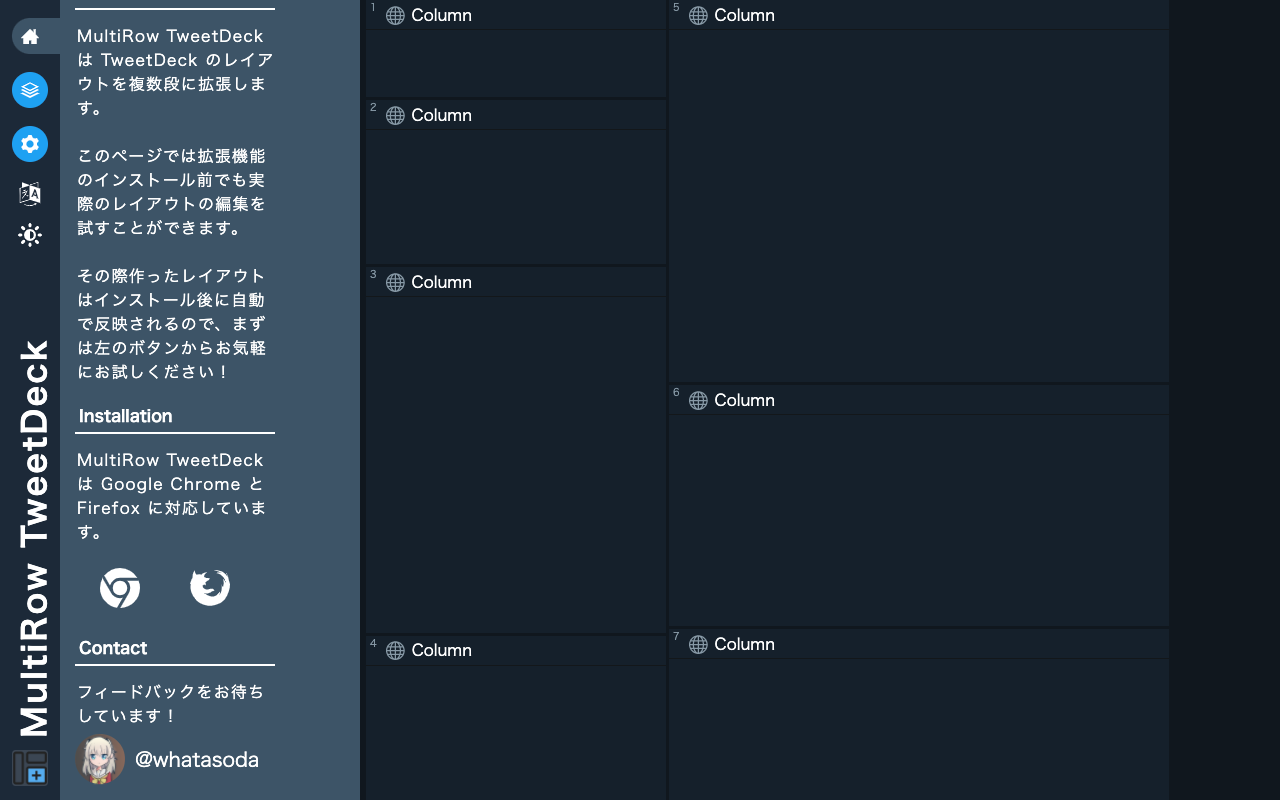 MultiRow TweetDeck
MultiRow TweetDeck
は TweetDeck のレイア
ウトを複数段に拡張しま
す。
このページでは拡張機能
のインストール前でも実
際のレイアウトの編集を
試すことができます。
その際作ったレイアウト
はインストール後に自動
で反映されるので、まず
は左のボタンからお気軽
にお試しください！
Installation
MultiRow TweetDeck
は Google Chrome と
Firefox に対応していま
す。
Contact
フィードバックをお待ち
しています！
@whatasoda
1 Column
2 Column
3 Column
4 Column
5 Column
6 Column
7 Column